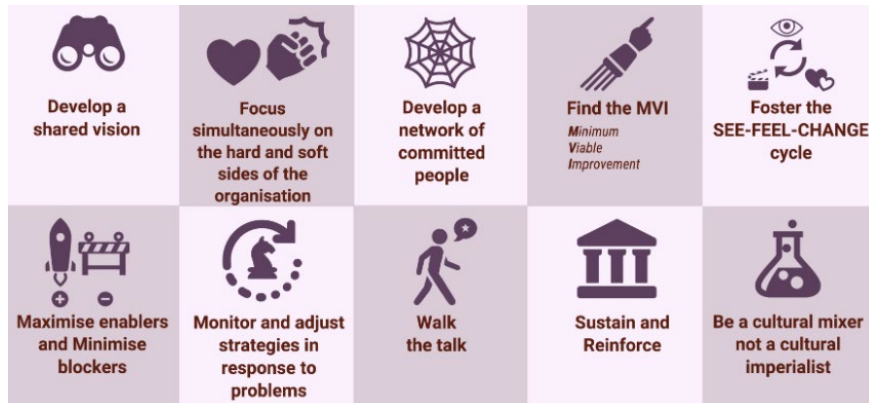 Develop a
shared vision
Focus
simultaneously on
the hard and soft
sides of the
organisation
Develop a
network of
committed
people
Find the MVI
Minimum
Viable
Improvement
Foster the
SEE-FEEL-CHANGE
cycle
Maximise enablers
and Minimise
blockers
Monitor and adjust
strategies in
response to
problems
Walk
the talk
Sustain and
Reinforce
Be a cultural mixer
not a cultural
imperialist